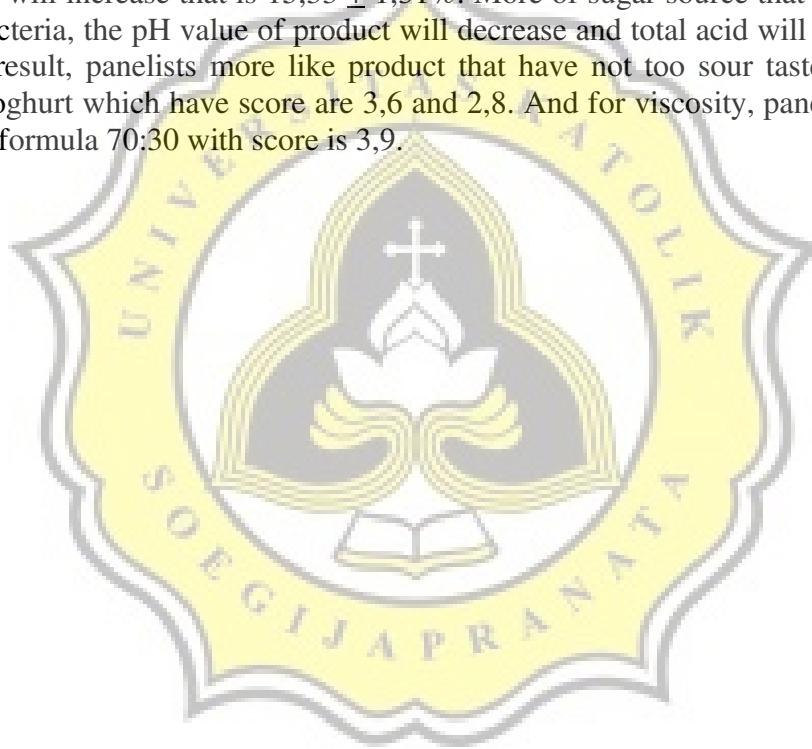 will increase that is 13,33 ± 1,31%. More of sugar source that
cteria, the pH value of product will decrease and total acid will
result, panelists more like product that have not too sour taste
oghurt which have score are 3,6 and 2,8. And for viscosity, pane
formula 70:30 with score is 3,9.
UNIVERSITAS KATOLIK
SOEGIJAPRANATA